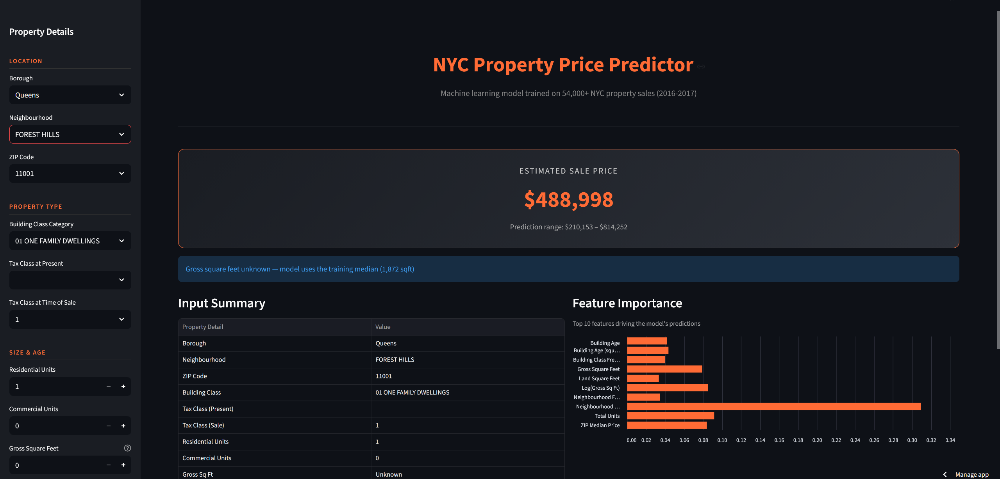 Property Details
LOCATION
Borough
Queens
Neighbourhood
FOREST HILLS
ZIP Code
11001
PROPERTY TYPE
Building Class Category
01 ONE FAMILY DWELLINGS
Tax Class at Present
Tax Class at Time of Sale
1
SIZE & AGE
Residential Units
1
Commercial Units
0
Gross Square Feet
0
NYC Property Price Predictor
Machine learning model trained on 54,000+ NYC property sales (2016-2017)
ESTIMATED SALE PRICE
$488,998
Prediction range: $210,153 – $814,252
Gross square feet unknown — model uses the training median (1,872 sqft)
Input Summary
Property Detail Value
Borough Queens
Neighbourhood FOREST HILLS
ZIP Code 11001
Building Class 01 ONE FAMILY DWELLINGS
Tax Class (Present)
Tax Class (Sale) 1
Residential Units 1
Commercial Units 0
Gross Sq Ft Unknown
Feature Importance
Top 10 features driving the model's predictions
Building Age
Building Age (squ…
Building Class Fre…
Gross Square Feet
Land Square Feet
Log(Gross Sq Ft)
Neighbourhood F…
Neighbourhood …
Total Units
ZIP Median Price
0.00 0.02 0.04 0.06 0.08 0.10 0.12 0.14 0.16 0.18 0.20 0.22 0.24 0.26 0.28 0.30 0.32 0.34
Manage app